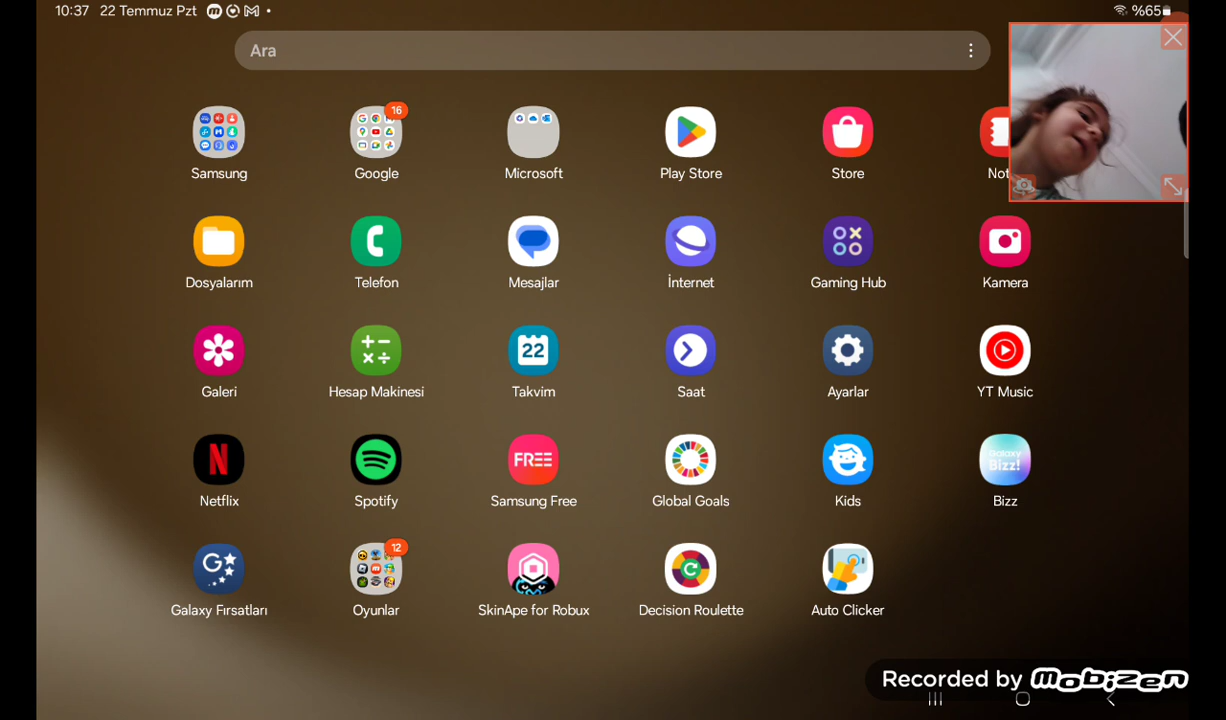 10:37 22 Temmuz Pzt
%65
Ara
16
Samsung Google Microsoft Play Store Store Not
Dosyalarım Telefon Mesajlar İnternet Gaming Hub Kamera
22
Galeri Hesap Makinesi Takvim Saat Ayarlar YT Music
N FREE Galaxy Bizz!
Netflix Spotify Samsung Free Global Goals Kids Bizz
G 12
Galaxy Fırsatları Oyunlar SkinApe for Robux Decision Roulette Auto Clicker
Recorded by mobizen